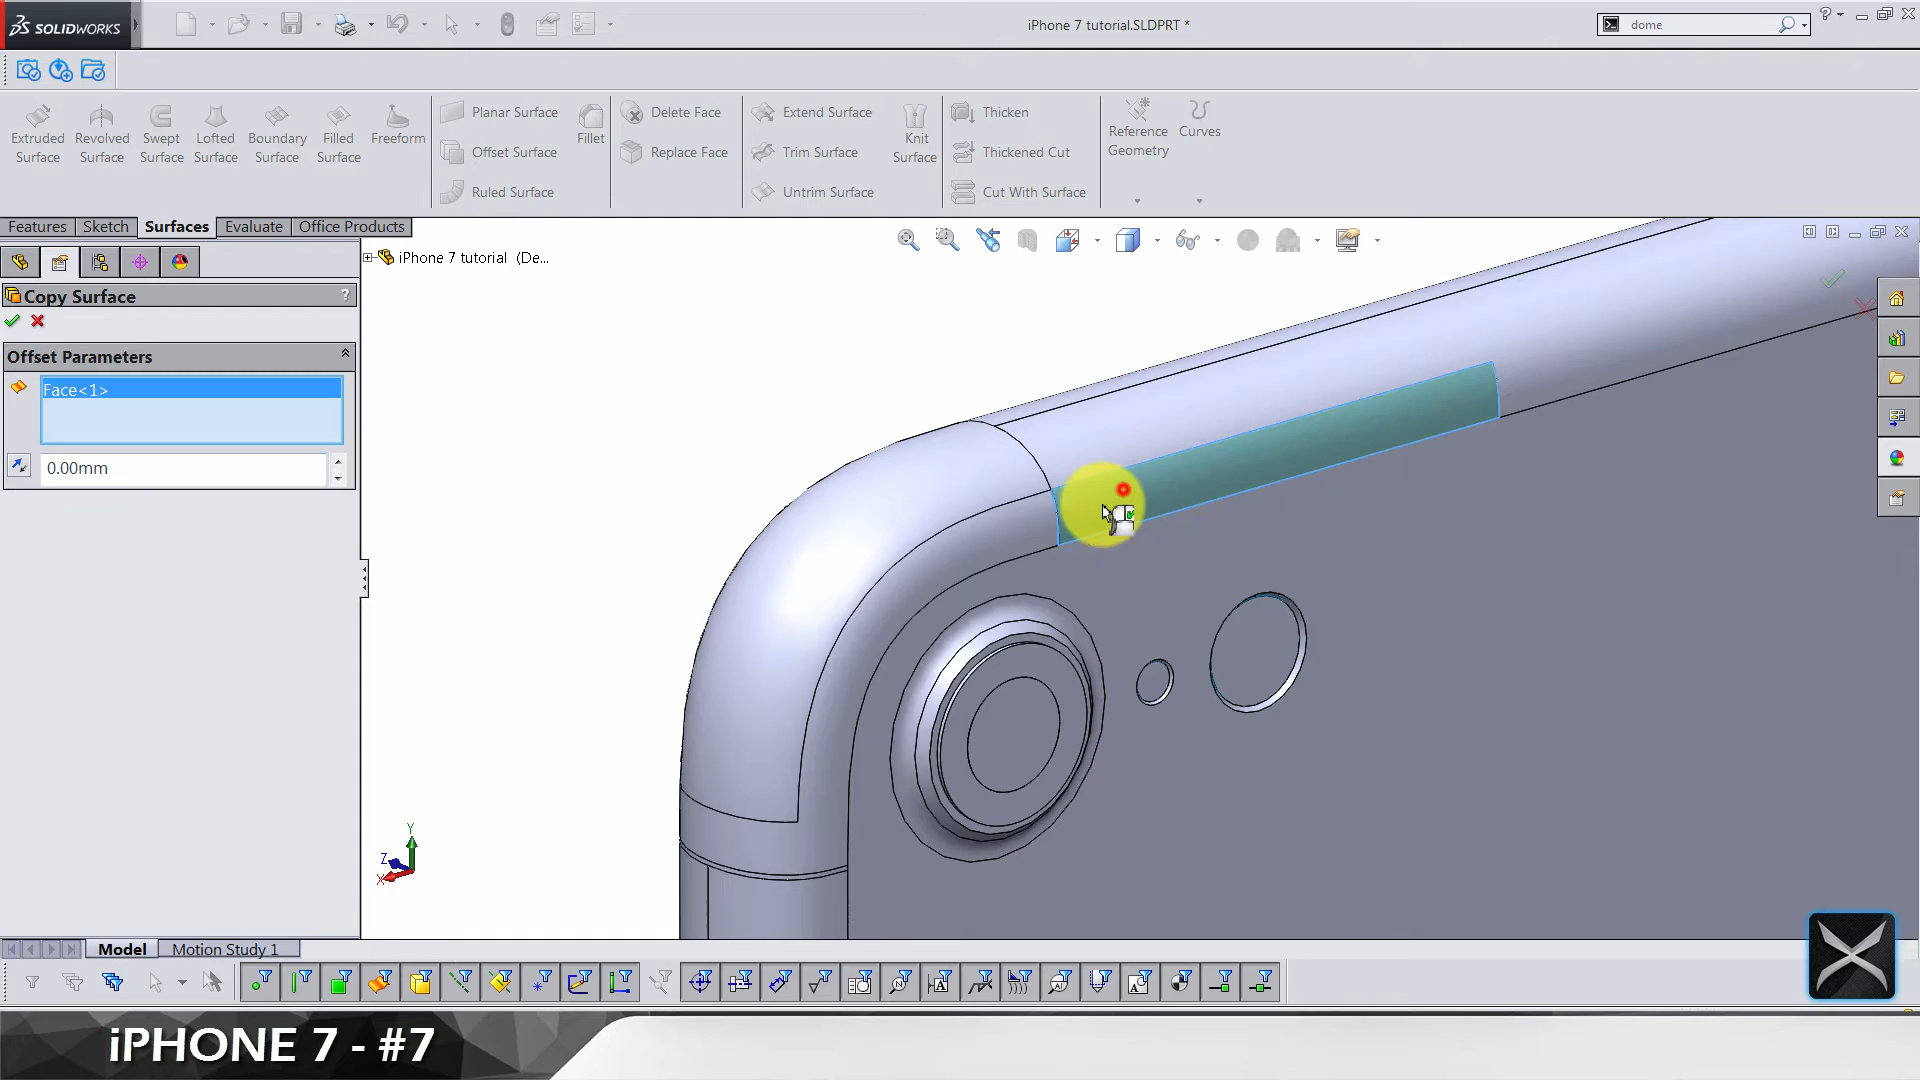 SOLIDWORKS
iPhone 7 tutorial.SLDPRT *
dome
Extruded Surface
Revolved Surface
Swept Surface
Lofted Surface
Boundary Surface
Filled Surface
Freeform
Planar Surface
Offset Surface
Ruled Surface
Fillet
Delete Face
Replace Face
Extend Surface
Trim Surface
Untrim Surface
Knit Surface
Thicken
Thickened Cut
Cut With Surface
Reference Geometry
Curves
Features
Sketch
Surfaces
Evaluate
Office Products
iPhone 7 tutorial (De...
Copy Surface
?
Offset Parameters
Face<1>
0.00mm
Y
Z
X
Model
Motion Study 1
iPHONE 7 - #7